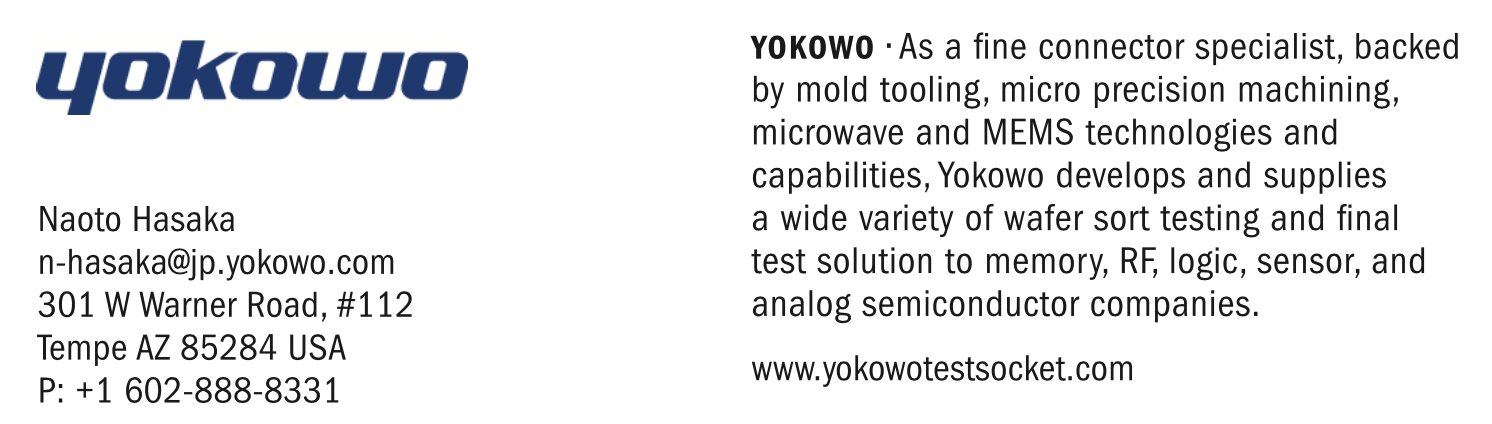 yokowo
Naoto Hasaka
n-hasaka@jp.yokowo.com
301 W Warner Road, #112
Tempe AZ 85284 USA
P: +1 602-888-8331
YOKOWO · As a fine connector specialist, backed
by mold tooling, micro precision machining,
microwave and MEMS technologies and
capabilities, Yokowo develops and supplies
a wide variety of wafer sort testing and final
test solution to memory, RF, logic, sensor, and
analog semiconductor companies.
www.yokowotestsocket.com